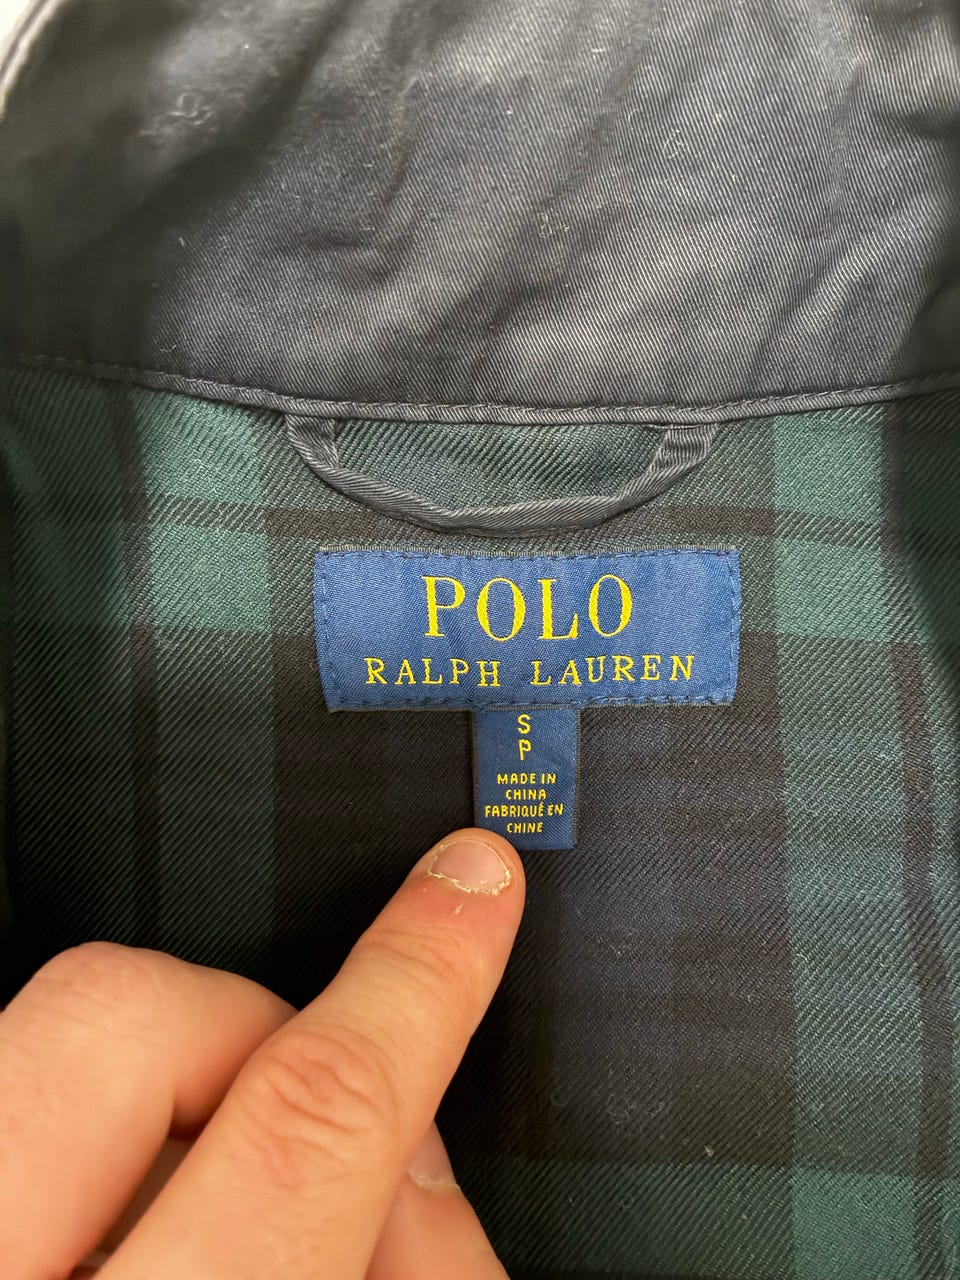 POLO
RALPH LAUREN
S
P
MADE IN
CHINA
FABRIQUÉ EN
CHINE